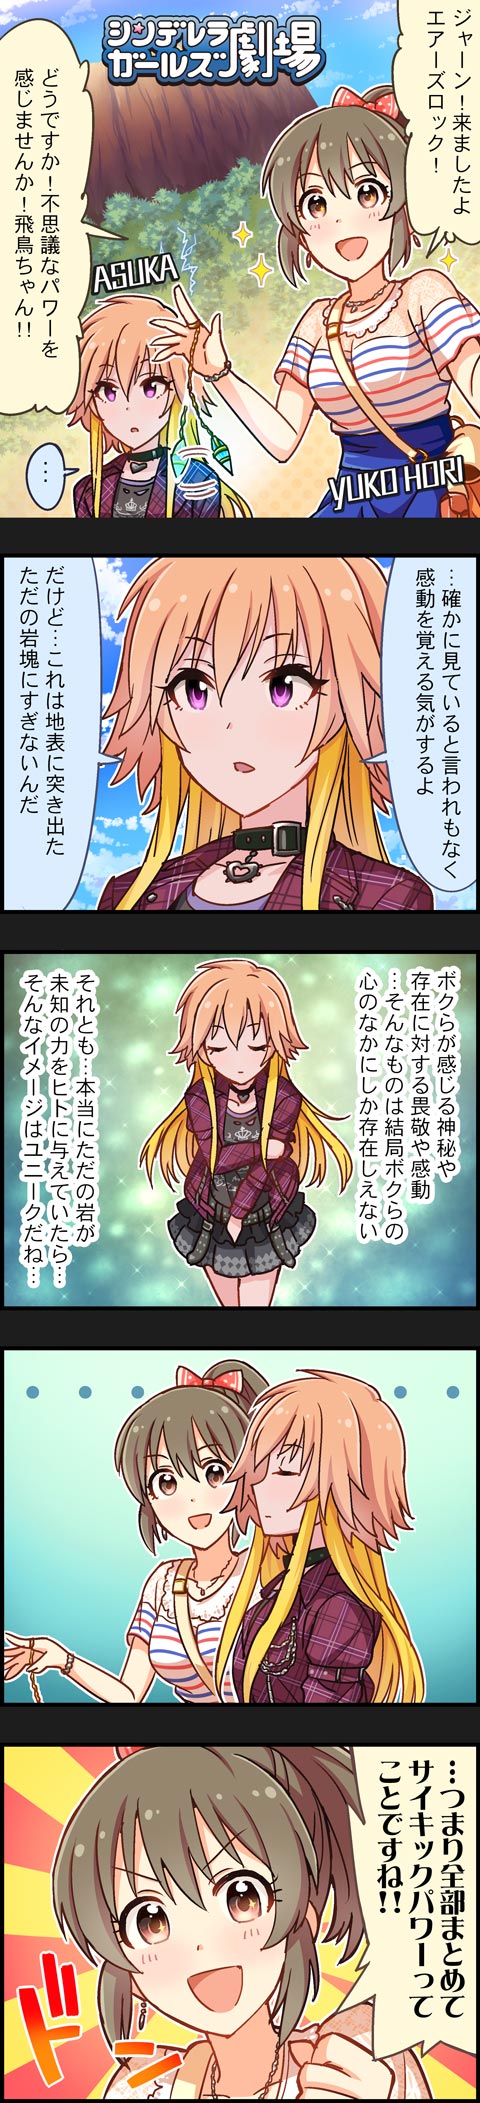 シンデレラ
ガールズ劇場
ジャーン!来ましたよ
エアーズロック!
どうですか!不思議なパワーを
感じませんか!飛鳥ちゃん!!
ASUKA
YUKO HORI
…
…確かに見ていると言われもなく
感動を覚える気がするよ
だけど…これは地表に突き出た
ただの岩塊にすぎないんだ
ボクらが感じる神秘や
存在に対する畏敬や感動
…そんなものは結局ボクらの
心のなかにしか存在しえない
それとも…本当にただの岩が
未知の力をヒトに与えていたら…
そんなイメージはユニークだね…
…つまり全部まとめて
サイキックパワーって
ことですね!!
ドン